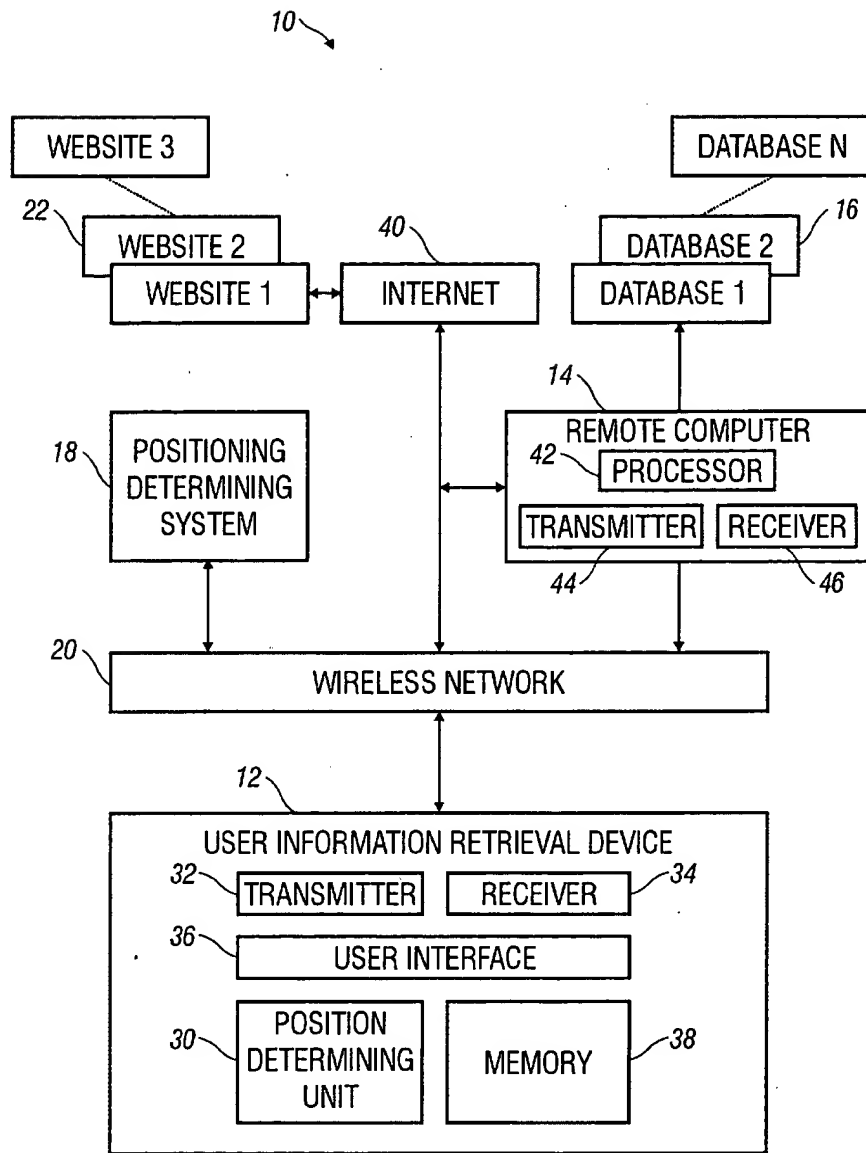 10
WEBSITE 3
DATABASE N
22
WEBSITE 2
40
DATABASE 2
16
WEBSITE 1
INTERNET
DATABASE 1
14
18
POSITIONING
DETERMINING
SYSTEM
REMOTE COMPUTER
42
PROCESSOR
TRANSMITTER
RECEIVER
44
46
20
WIRELESS NETWORK
12
USER INFORMATION RETRIEVAL DEVICE
32
TRANSMITTER
RECEIVER
34
36
USER INTERFACE
30
POSITION
DETERMINING
UNIT
MEMORY
38